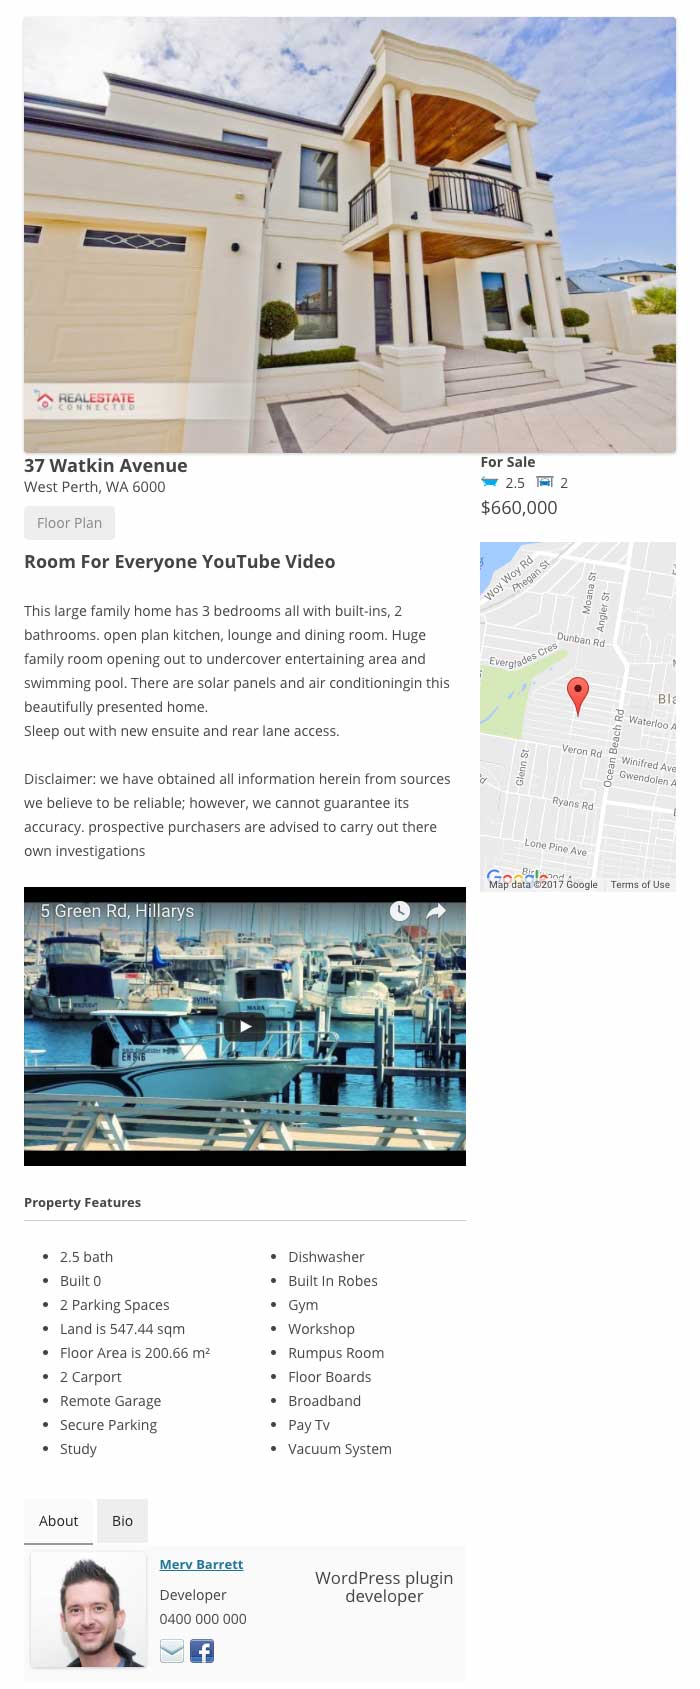 REALESTATE
CONNECTED
37 Watkin Avenue
West Perth, WA 6000
Floor Plan
For Sale
2.5 2
$660,000
Room For Everyone YouTube Video
This large family home has 3 bedrooms all with built-ins, 2
bathrooms. open plan kitchen, lounge and dining room. Huge
family room opening out to undercover entertaining area and
swimming pool. There are solar panels and air conditioningin this
beautifully presented home.
Sleep out with new ensuite and rear lane access.
Disclaimer: we have obtained all information herein from sources
we believe to be reliable; however, we cannot guarantee its
accuracy. prospective purchasers are advised to carry out there
own investigations
Woy Woy Rd
Phegan St
Moana St
Angler St
Dunban Rd
Everglades Cres
Bla
Waterloo A
Ocean Beach Rd
Veron Rd
Glenn St
Winifred Ave
Gwendolen A
Ryans Rd
Lone Pine Ave
Google
Map data ©2017 Google Terms of Use
5 Green Rd, Hillarys
MARA
Property Features
2.5 bath
Built 0
2 Parking Spaces
Land is 547.44 sqm
Floor Area is 200.66 m²
2 Carport
Remote Garage
Secure Parking
Study
Dishwasher
Built In Robes
Gym
Workshop
Rumpus Room
Floor Boards
Broadband
Pay Tv
Vacuum System
About Bio
Merv Barrett
Developer
0400 000 000
WordPress plugin
developer